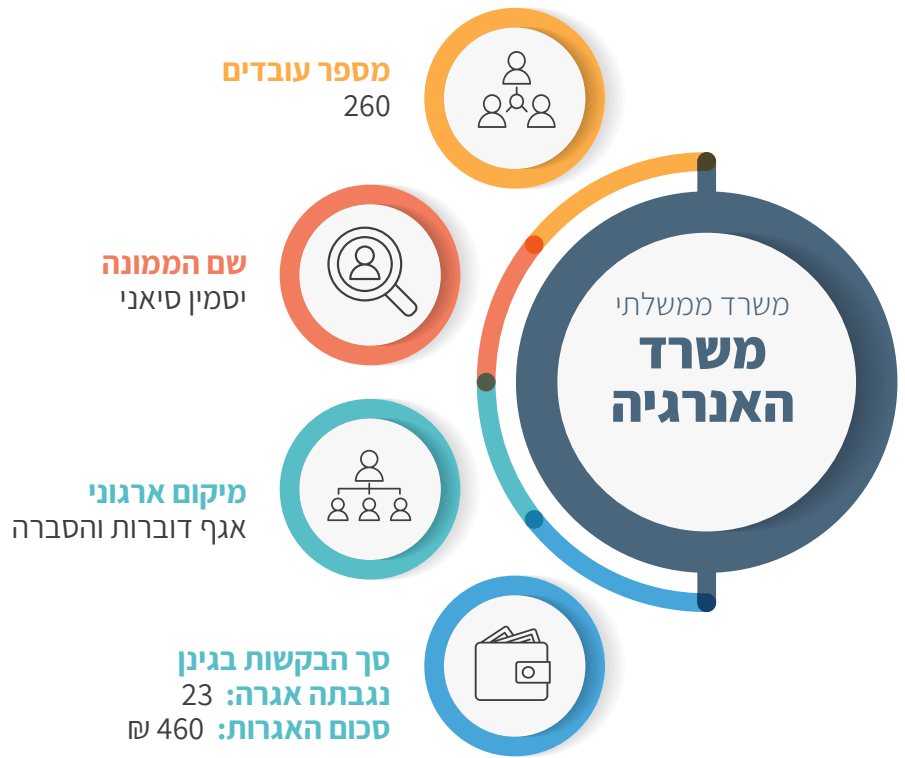 משרד ממשלתי
משרד
האנרגיה
מספר עובדים
260
שם הממונה
יסמין סיאני
מיקום ארגוני
אגף דוברות והסברה
סך הבקשות בגינן
נגבתה אגרה: 23
סכום האגרות: 460 ₪